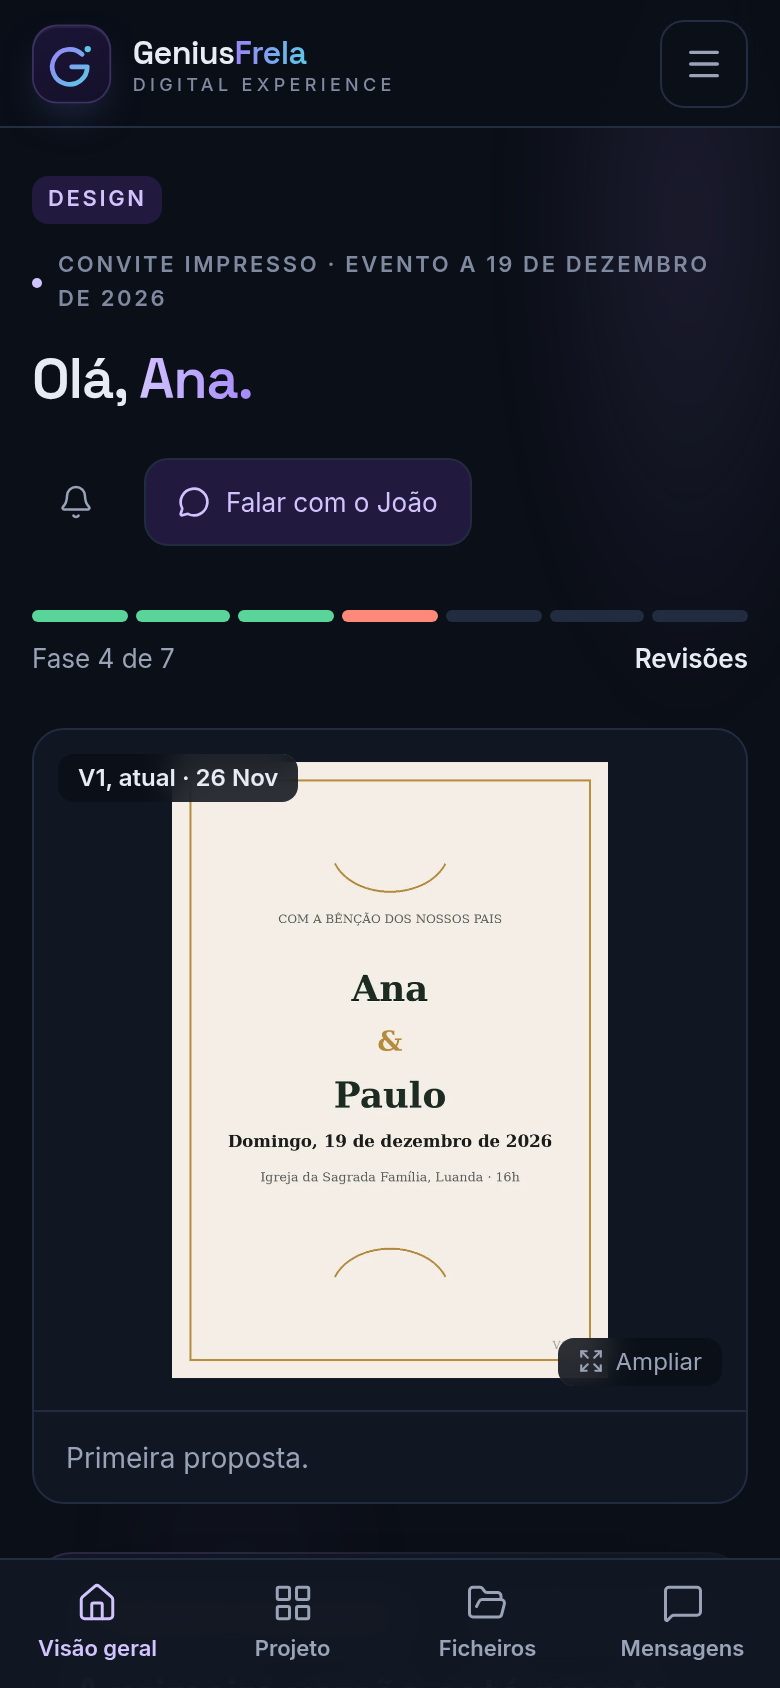 GeniusFrela
DIGITAL EXPERIENCE
DESIGN
CONVITE IMPRESSO · EVENTO A 19 DE DEZEMBRO
DE 2026
Olá, Ana.
Falar com o João
Fase 4 de 7
Revisões
V1, atual · 26 Nov
COM A BÊNÇÃO DOS NOSSOS PAIS
Ana
&
Paulo
Domingo, 19 de dezembro de 2026
Igreja da Sagrada Família, Luanda · 16h
Ampliar
Primeira proposta.
Visão geral
Projeto
Ficheiros
Mensagens